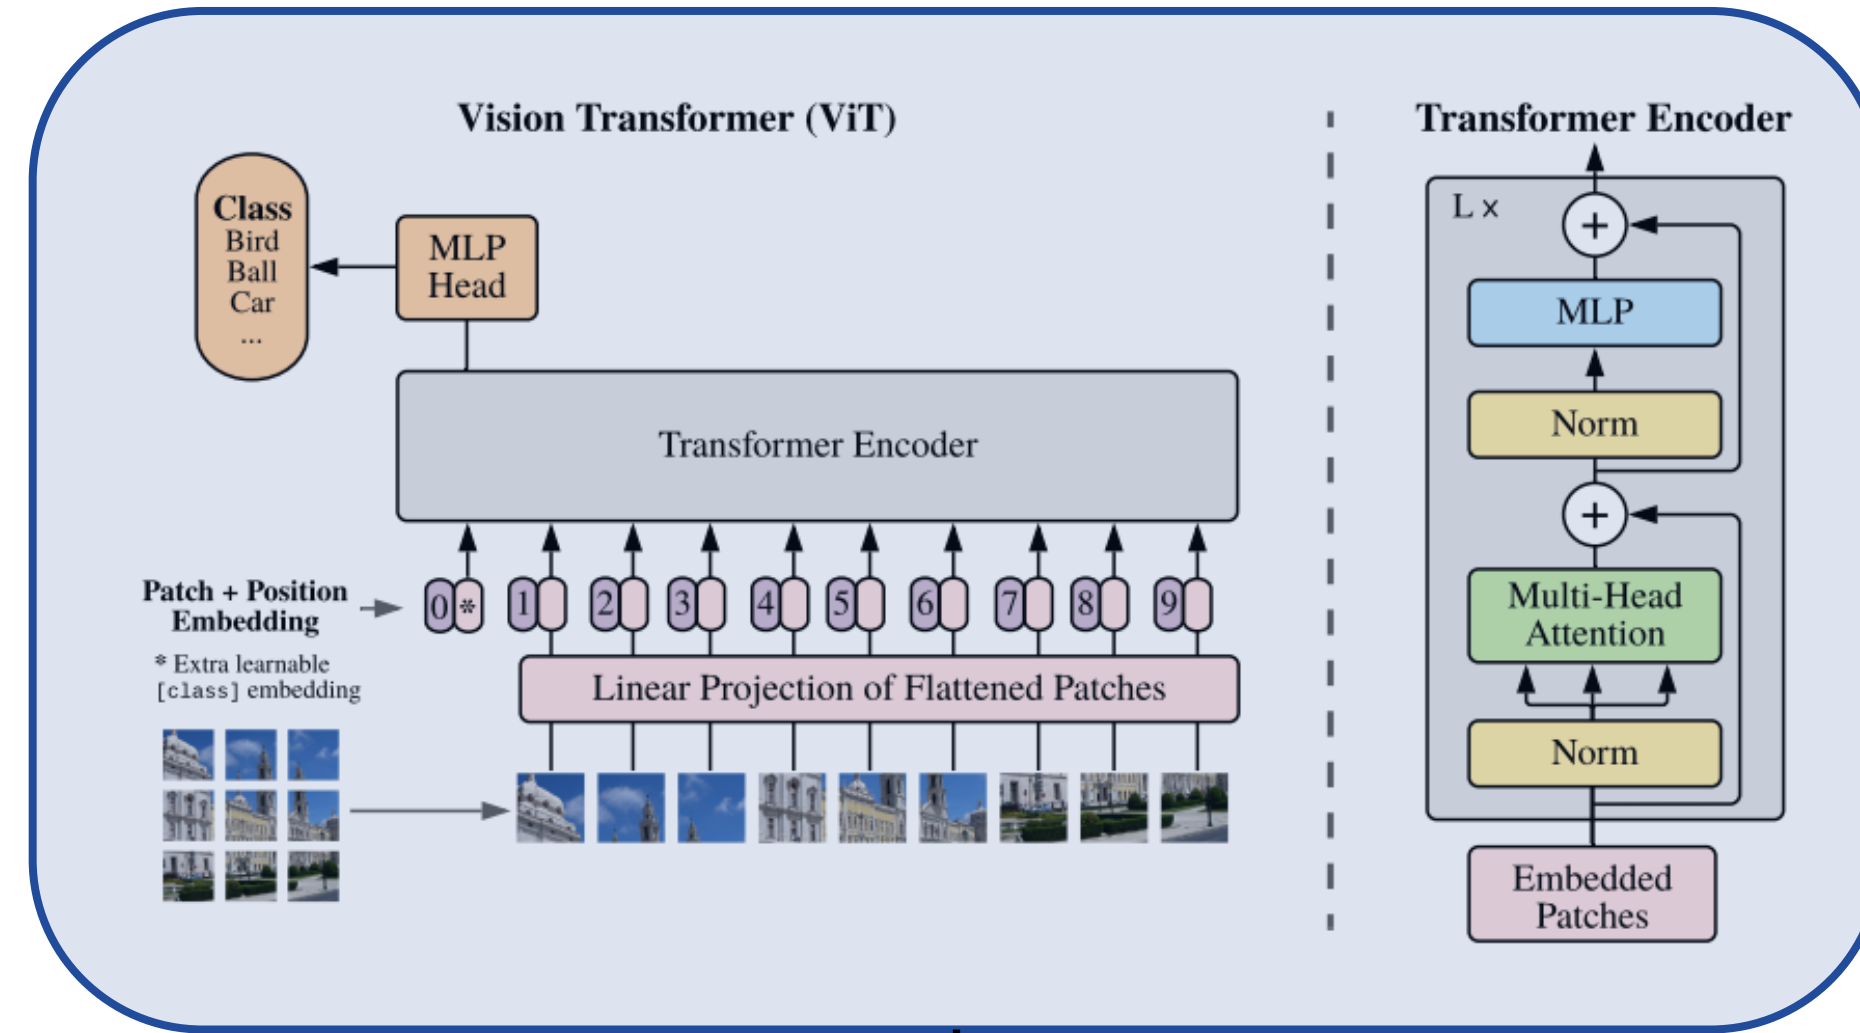 Vision Transformer (ViT)
Class
Bird
Ball
Car
...
MLP
Head
Transformer Encoder
Patch + Position
Embedding
0 * 1 2 3 4 5 6 7 8 9
* Extra learnable
[class] embedding
Linear Projection of Flattened Patches
Transformer Encoder
L x
+
MLP
Norm
+
Multi-Head
Attention
Norm
Embedded
Patches